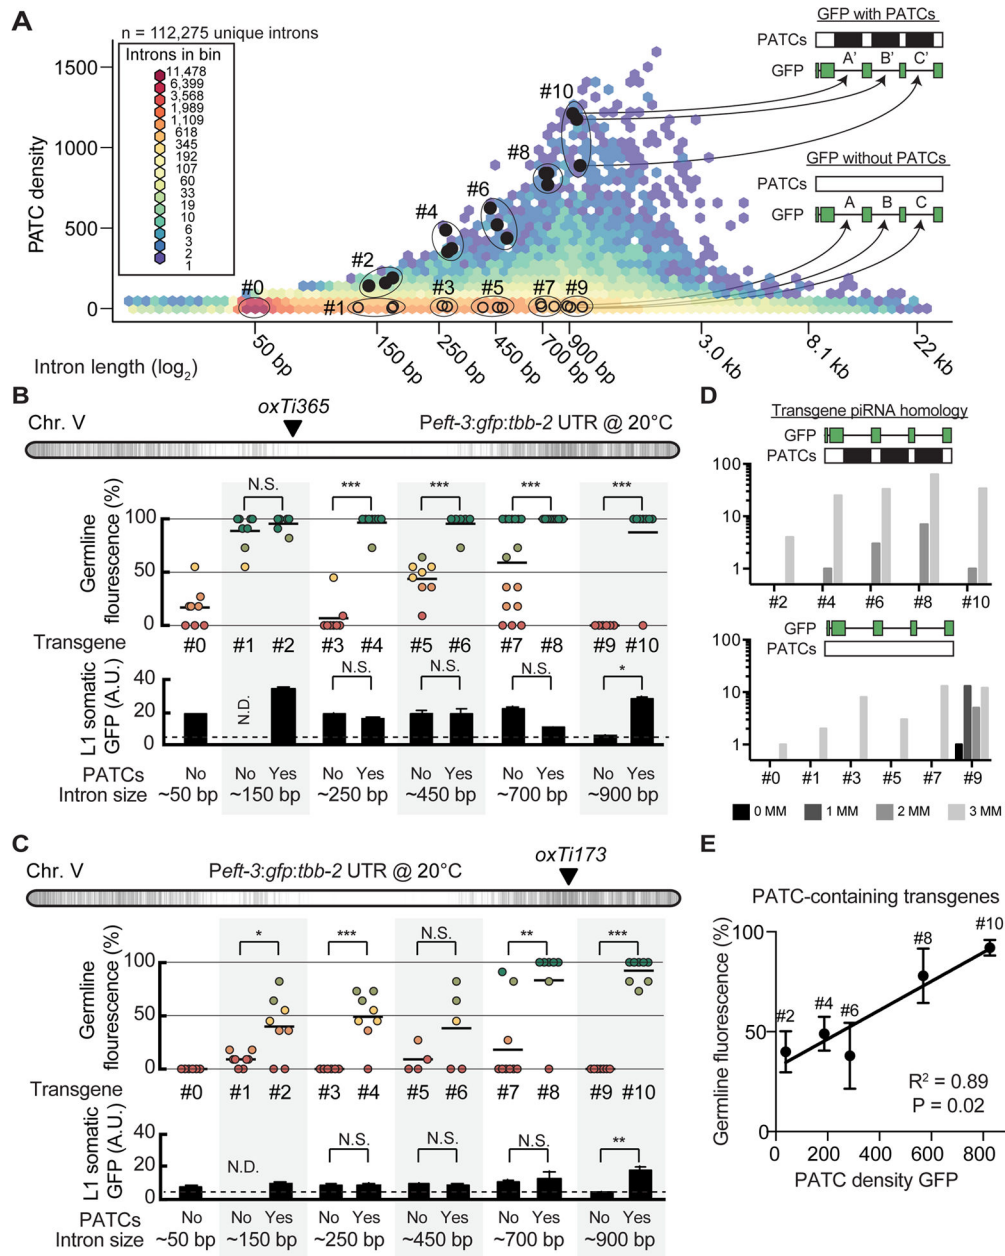 A
n = 112,275 unique introns
Introns in bin
11,478
6,399
3,568
1,989
1,109
618
345
192
107
60
33
19
10
6
3
2
1
PATC density
1500
1000
500
0
#0
#1
#2
#3
#4
#5
#6
#7
#8
#9
#10
GFP with PATCs
PATCs
A’ B’ C’
GFP
GFP without PATCs
PATCs
A B C
GFP
Intron length (log2)
50 bp
150 bp
250 bp
450 bp
700 bp
900 bp
3.0 kb
8.1 kb
22 kb
B
oxTi365
Chr. V
Peft-3:gfp:tbb-2 UTR @ 20°C
Germline flourescence (%)
100
50
0
N.S. *** *** *** ***
Transgene #0 #1 #2 #3 #4 #5 #6 #7 #8 #9 #10
L1 somatic GFP (A.U.)
40
20
0
N.D. N.S. N.S. N.S. *
PATCs No No Yes No Yes No Yes No Yes No Yes
Intron size ~50 bp ~150 bp ~250 bp ~450 bp ~700 bp ~900 bp
C
oxTi173
Chr. V
Peft-3:gfp:tbb-2 UTR @ 20°C
Germline flourescence (%)
100
50
0
* *** N.S. ** ***
Transgene #0 #1 #2 #3 #4 #5 #6 #7 #8 #9 #10
L1 somatic GFP (A.U.)
40
20
0
N.D. N.S. N.S. N.S. **
PATCs No No Yes No Yes No Yes No Yes No Yes
Intron size ~50 bp ~150 bp ~250 bp ~450 bp ~700 bp ~900 bp
D
Transgene piRNA homology
GFP
PATCs
100
10
1
#2 #4 #6 #8 #10
GFP
PATCs
100
10
1
#0 #1 #3 #5 #7 #9
0 MM 1 MM 2 MM 3 MM
E
PATC-containing transgenes
Germline fluorescence (%)
100
50
0
#2
#4
#6
#8
#10
R2 = 0.89
P = 0.02
0 200 400 600 800
PATC density GFP